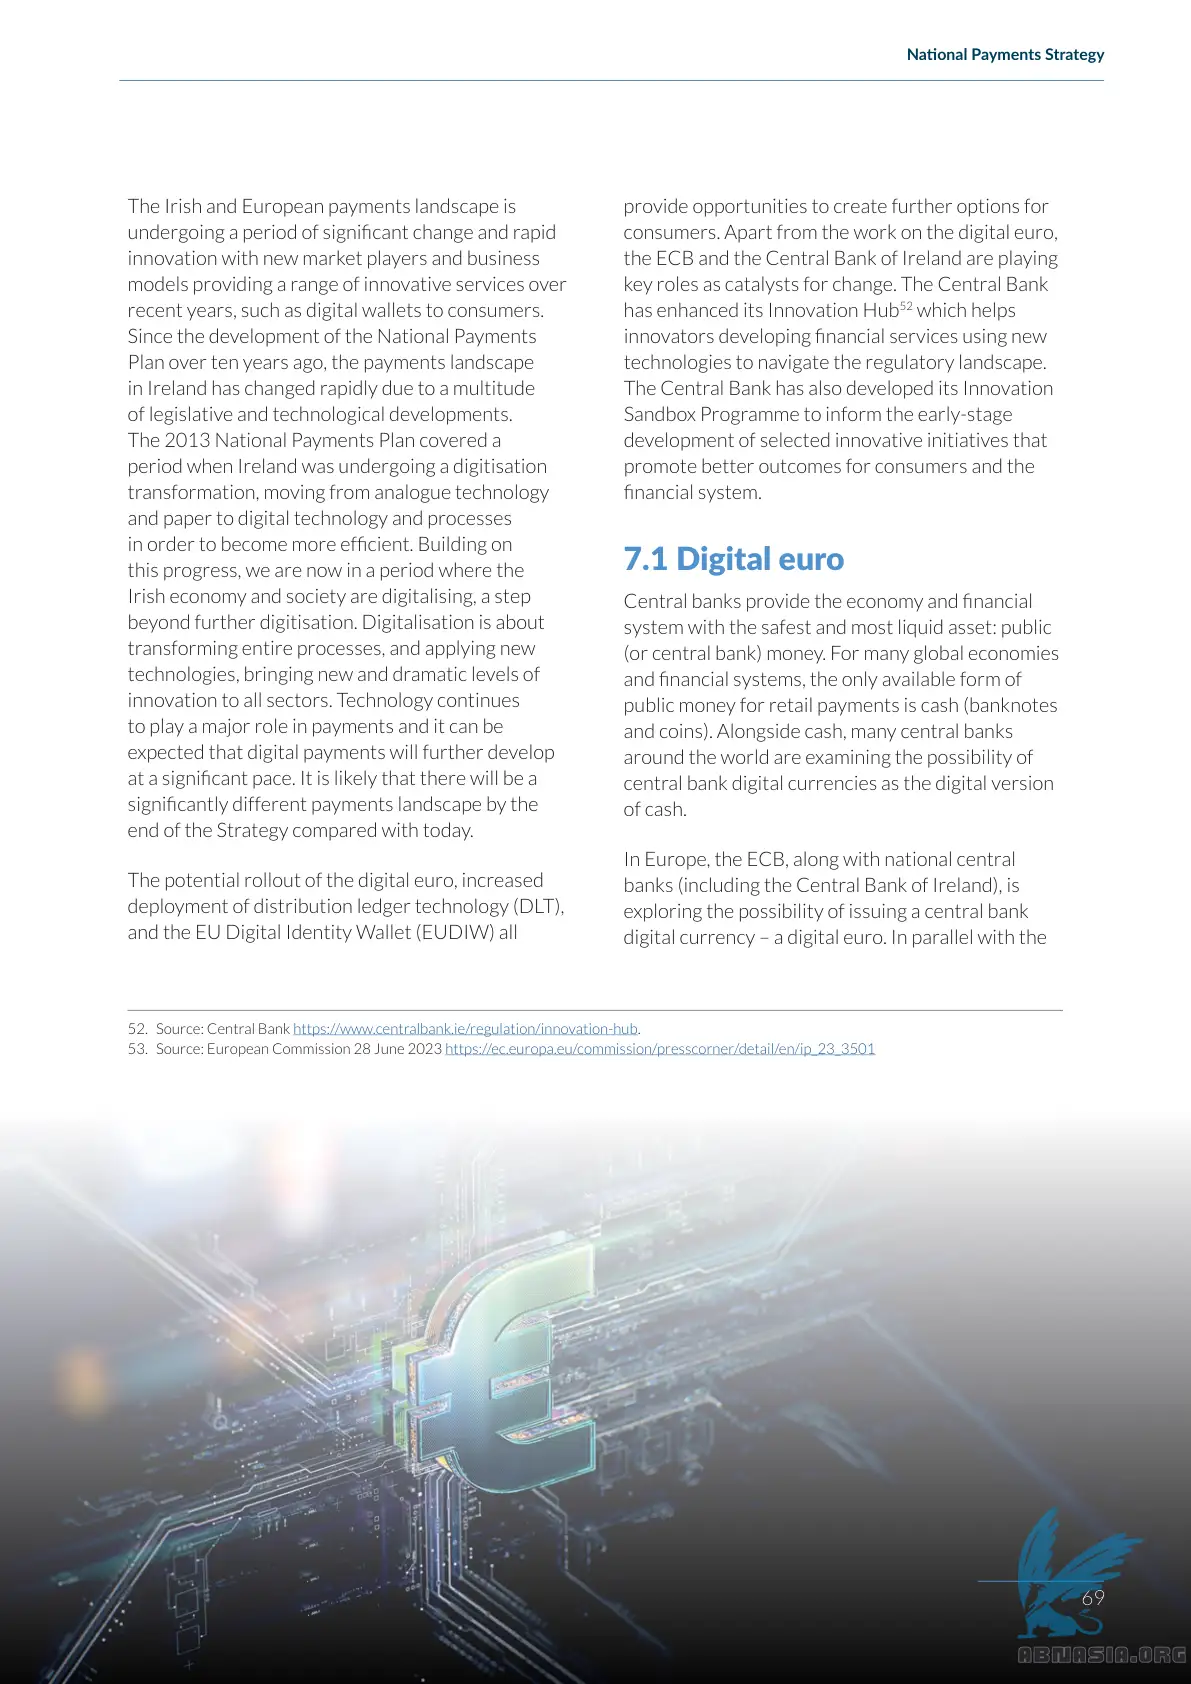 National Payments Strategy
The Irish and European payments landscape is
undergoing a period of significant change and rapid
innovation with new market players and business
models providing a range of innovative services over
recent years, such as digital wallets to consumers.
Since the development of the National Payments
Plan over ten years ago, the payments landscape
in Ireland has changed rapidly due to a multitude
of legislative and technological developments.
The 2013 National Payments Plan covered a
period when Ireland was undergoing a digitisation
transformation, moving from analogue technology
and paper to digital technology and processes
in order to become more efficient. Building on
this progress, we are now in a period where the
Irish economy and society are digitalising, a step
beyond further digitisation. Digitalisation is about
transforming entire processes, and applying new
technologies, bringing new and dramatic levels of
innovation to all sectors. Technology continues
to play a major role in payments and it can be
expected that digital payments will further develop
at a significant pace. It is likely that there will be a
significantly different payments landscape by the
end of the Strategy compared with today.
The potential rollout of the digital euro, increased
deployment of distribution ledger technology (DLT),
and the EU Digital Identity Wallet (EUDIW) all
provide opportunities to create further options for
consumers. Apart from the work on the digital euro,
the ECB and the Central Bank of Ireland are playing
key roles as catalysts for change. The Central Bank
has enhanced its Innovation Hub52 which helps
innovators developing financial services using new
technologies to navigate the regulatory landscape.
The Central Bank has also developed its Innovation
Sandbox Programme to inform the early-stage
development of selected innovative initiatives that
promote better outcomes for consumers and the
financial system.
7.1 Digital euro
Central banks provide the economy and financial
system with the safest and most liquid asset: public
(or central bank) money. For many global economies
and financial systems, the only available form of
public money for retail payments is cash (banknotes
and coins). Alongside cash, many central banks
around the world are examining the possibility of
central bank digital currencies as the digital version
of cash.
In Europe, the ECB, along with national central
banks (including the Central Bank of Ireland), is
exploring the possibility of issuing a central bank
digital currency – a digital euro. In parallel with the
52. Source: Central Bank https://www.centralbank.ie/regulation/innovation-hub.
53. Source: European Commission 28 June 2023 https://ec.europa.eu/commission/presscorner/detail/en/ip_23_3501
€
69
ABNASIA.ORG